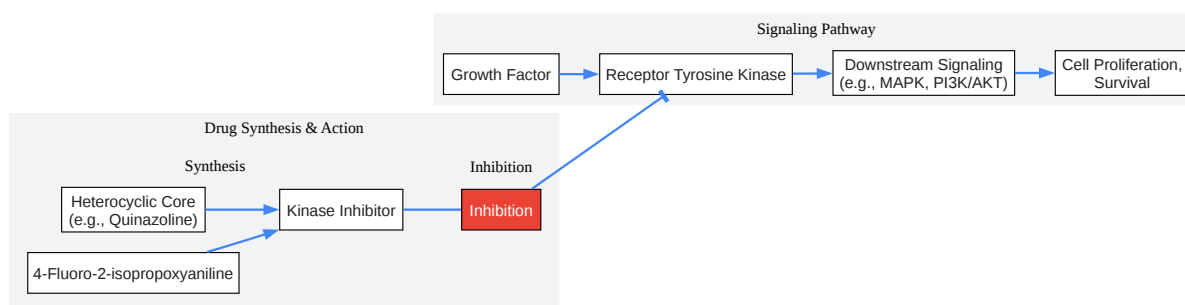 Signaling Pathway
Growth Factor
Receptor Tyrosine Kinase
Downstream Signaling
(e.g., MAPK, PI3K/AKT)
Cell Proliferation,
Survival
Drug Synthesis & Action
Synthesis
Inhibition
Heterocyclic Core
(e.g., Quinazoline)
Kinase Inhibitor
Inhibition
4-Fluoro-2-isopropoxyaniline